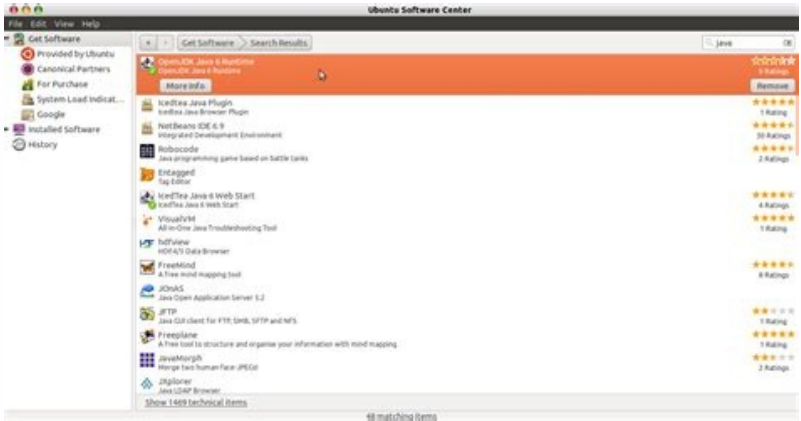 Ubuntu Software Center
File Edit View Help
Get Software
Provided by Ubuntu
Canonical Partners
For Purchase
System Load Indicat...
Google
Installed Software
History
Get Software Search Results
java
OpenJDK Java 6 Runtime
OpenJDK Java 6 Runtime
5 Ratings
More Info
Remove
Icedtea Java Plugin
Icedtea Java Browser Plugin
1 Rating
NetBeans IDE 6.9
Integrated Development Environment
30 Ratings
Robocode
Java programming game based on battle tanks
2 Ratings
Entagged
Tag Editor
IcedTea Java 6 Web Start
IcedTea Java 6 Web Start
4 Ratings
VisualVM
All-in-One Java Troubleshooting Tool
1 Rating
hdfview
HDF4/5 Data Browser
FreeMind
A free mind mapping tool
8 Ratings
JOnAS
Java Open Application Server
JFTP
Java GUI client for FTP, SMB, SFTP and NFS
1 Rating
Freeplane
A free tool to structure and organise your information with mind mapping
1 Rating
JavaMorph
Merge two human face JPEGs
2 Ratings
JXplorer
Java LDAP Browser
Show 1469 technical items
48 matching items